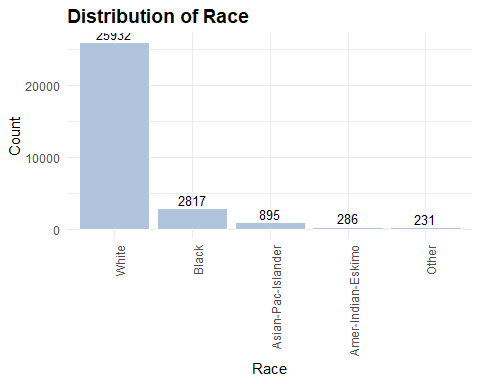 Distribution of Race
25932
2817
895
286
231
20000
10000
0
Count
White
Black
Asian-Pac-Islander
Amer-Indian-Eskimo
Other
Race